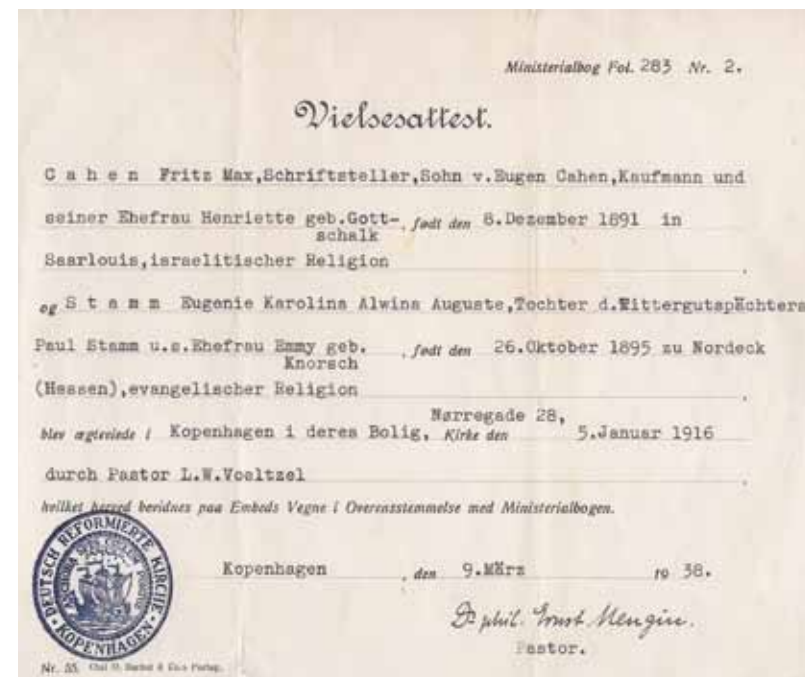 Ministerialbog Fol. 283 Nr. 2.
Vielsesattest.
C a h e n Fritz Max,Schriftsteller,Sohn v.Eugen Cahen,Kaufmann und
seiner Ehefrau Henriette geb.Gott-schalk, født den 8.Dezember 1891 in
Saarlouis,israelitischer Religion
og S t a m m Eugenie Karolina Alwina Auguste,Tochter d.Rittergutspächters
Paul Stamm u.s.Ehefrau Emmy geb. Knorsch, født den 26.Oktober 1895 zu Nordeck
(Hessen),evangelischer Religion
blev ægteviede i Kopenhagen i deres Bolig, Nørregade 28, Kirke den 5.Januar 1916
durch Pastor L.W.Voeltzel
hvilket herved bevidnes paa Embeds Vegne i Overensstemmelse med Ministerialbogen.
DEUTSCH REFORMIERTE KIRCHE
KOPENHAGEN
Kopenhagen, den 9.März 19 38.
Dr phil. Ernst Mengin.
Pastor.
Nr. 55.